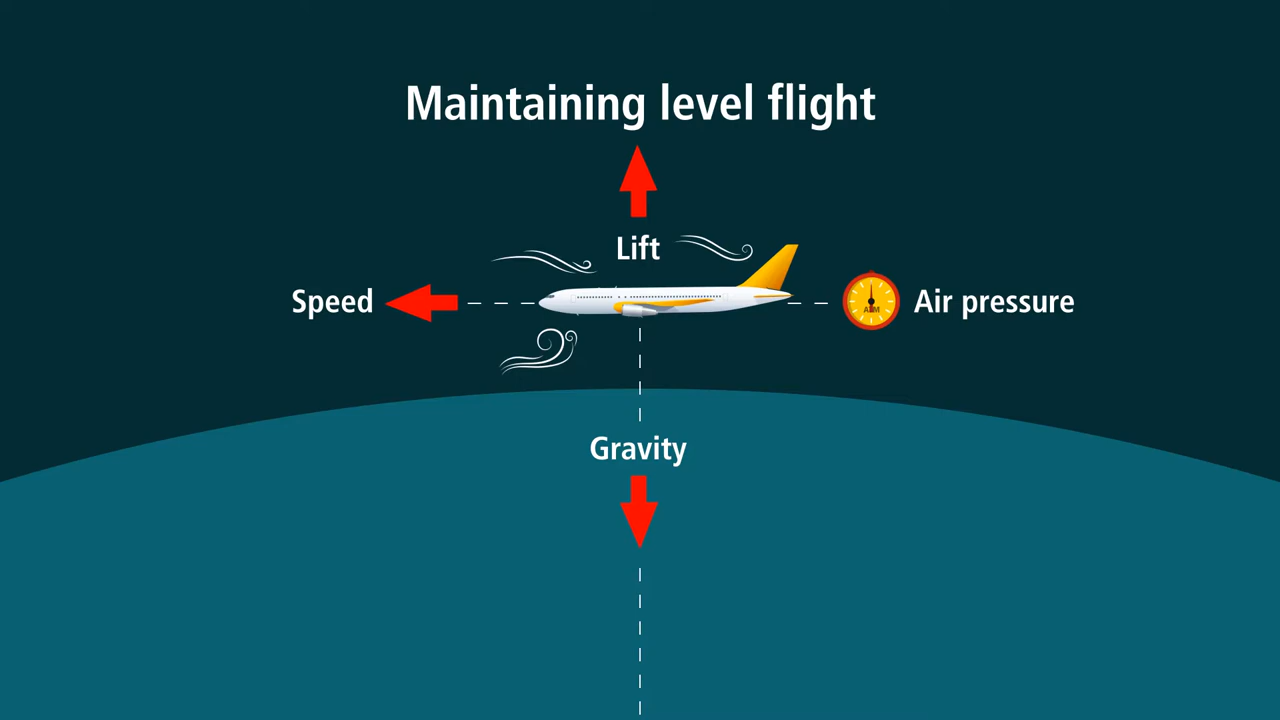 Maintaining level flight
Lift
Speed
ATM
Air pressure
Gravity